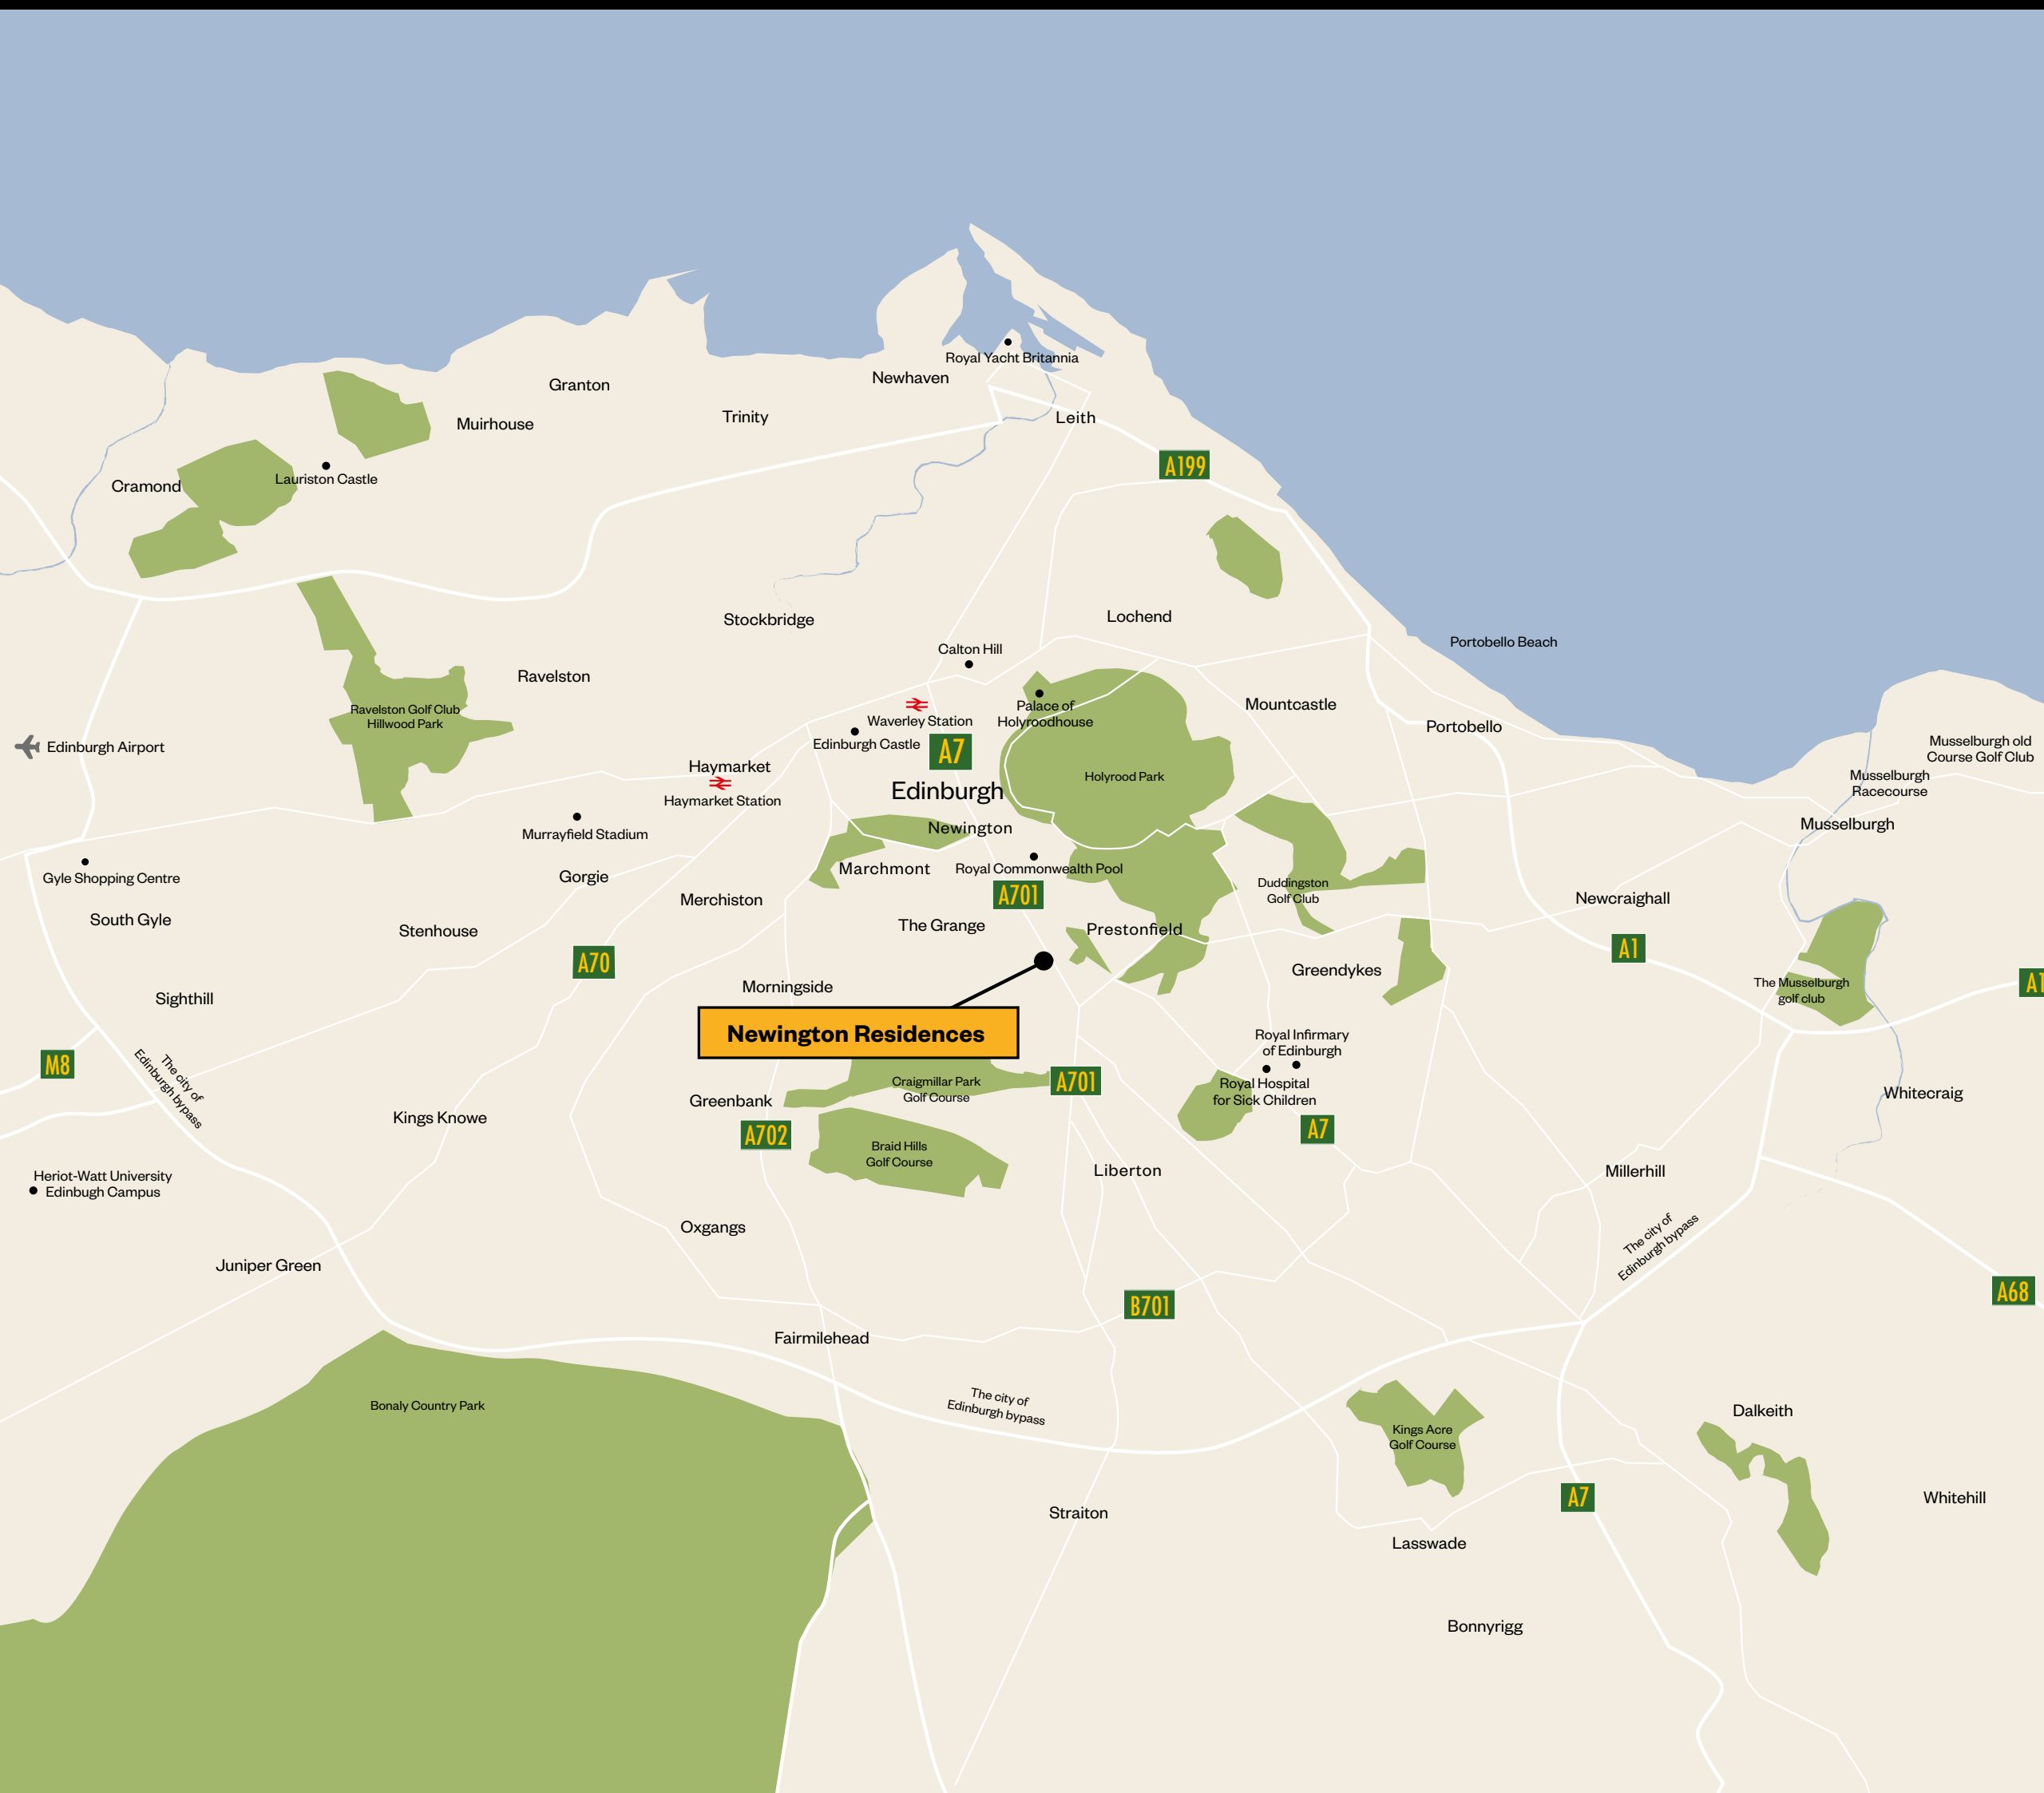 Royal Yacht Britannia
Newhaven
Granton
Trinity
Leith
Muirhouse
A199
Lauriston Castle
Cramond
Stockbridge
Lochend
Portobello Beach
Calton Hill
Ravelston
Mountcastle
Palace of
Holyroodhouse
Ravelston Golf Club
Hillwood Park
Waverley Station
Portobello
Edinburgh Castle
A7
Edinburgh Airport
Musselburgh old
Course Golf Club
Haymarket
Haymarket Station
Holyrood Park
Musselburgh
Racecourse
Edinburgh
Newington
Musselburgh
Murrayfield Stadium
Marchmont
Royal Commonwealth Pool
Gyle Shopping Centre
Gorgie
A701
Duddingston
Golf Club
Merchiston
Newcraighall
South Gyle
The Grange
Prestonfield
Stenhouse
A1
A70
Greendykes
A1
Morningside
The Musselburgh
golf club
Sighthill
Newington Residences
Royal Infirmary
of Edinburgh
M8
The city of
Edinburgh bypass
Craigmillar Park
Golf Course
A701
Royal Hospital
for Sick Children
Whitecraig
Greenbank
Kings Knowe
A702
A7
Braid Hills
Golf Course
Liberton
Millerhill
Heriot-Watt University
Edinbugh Campus
Oxgangs
The city of
Edinburgh bypass
Juniper Green
A68
B701
Fairmilehead
Bonaly Country Park
The city of
Edinburgh bypass
Dalkeith
Kings Acre
Golf Course
A7
Whitehill
Straiton
Lasswade
Bonnyrigg